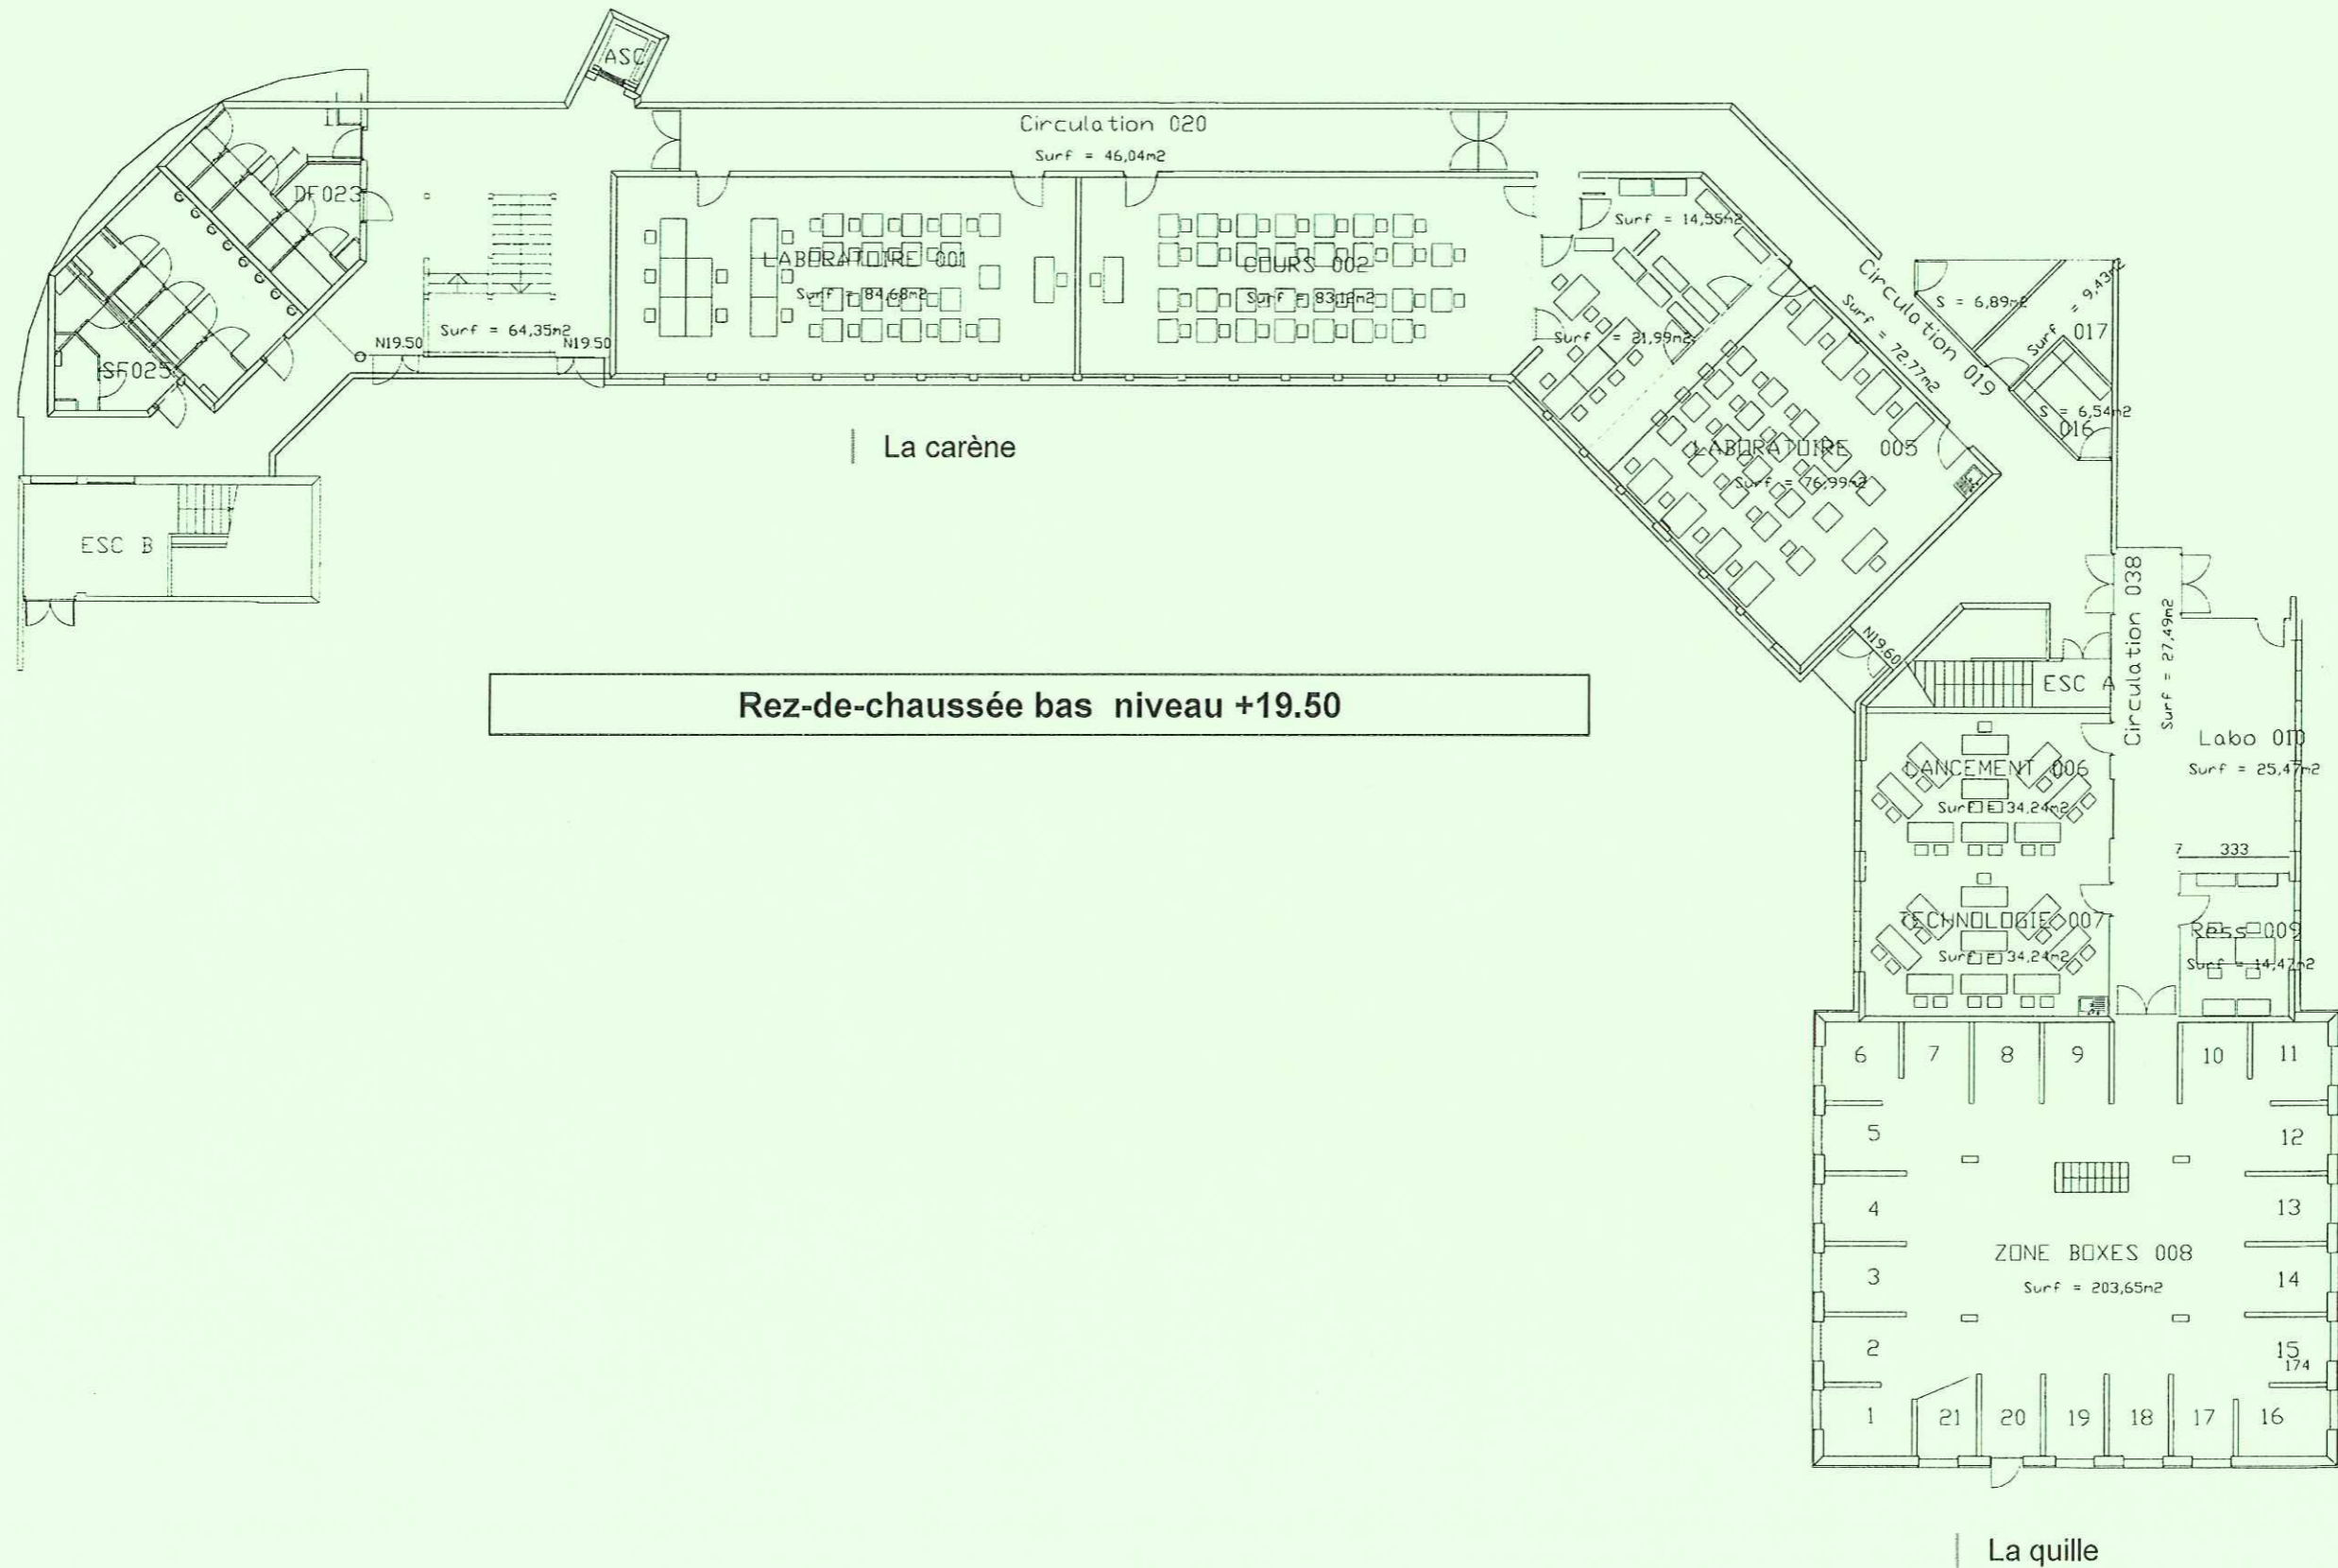 ASC
Circulation 020
Surf = 46,04m2
DF023
SF025
N19.50
Surf = 64,35m2
N19.50
LABORATOIRE 001
Surf = 84,68m2
COURS 002
Surf = 83,12m2
Surf = 14,55m2
Surf = 21,99m2
Circulation 019
Surf = 72,77m2
S = 6,89m2
Surf = 9,43m2
017
S = 6,54m2
016
La carène
LABORATOIRE 005
Surf = 76,99m2
ESC B
Rez-de-chaussée bas niveau +19.50
N19.60
ESC A
Circulation 038
Surf = 27,49m2
Labo 010
Surf = 25,47m2
LANCEMENT 006
Surf = 34,24m2
7 333
TECHNOLOGIE 007
Surf = 34,24m2
Ress 009
Surf = 14,47m2
6 7 8 9 10 11
5 12
4 13
ZONE BOXES 008
Surf = 203,65m2
3 14
2 15
174
1 21 20 19 18 17 16
La quille